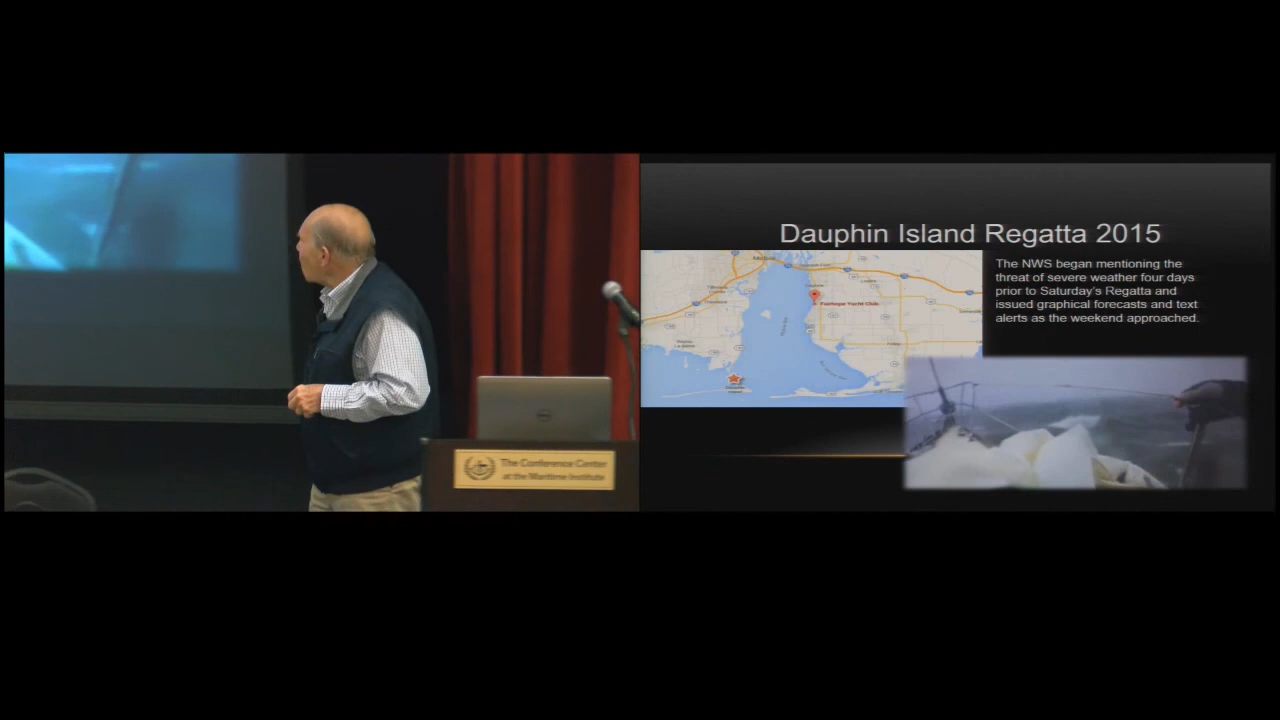 The Conference Center
at the Maritime Institute
Dauphin Island Regatta 2015
The NWS began mentioning the
threat of severe weather four days
prior to Saturday's Regatta and
issued graphical forecasts and text
alerts as the weekend approached.
Mobile
Fairhope Yacht Club